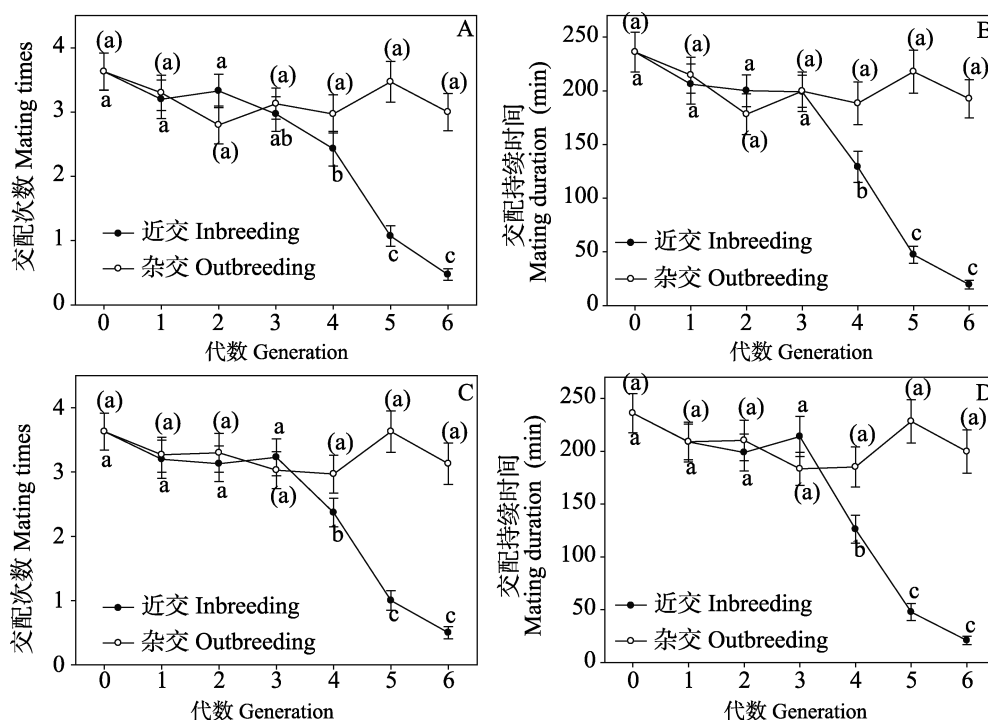 A
交配次数 Mating times
4
3
2
1
0
(a)
a
(a)
a
a
(a)
(a)
ab
(a)
b
(a)
c
(a)
c
近交 Inbreeding
杂交 Outbreeding
0 1 2 3 4 5 6
代数 Generation
B
交配持续时间
Mating duration (min)
250
200
150
100
50
0
(a)
a
(a)
a
a
(a)
(a)
a
(a)
b
(a)
c
(a)
c
近交 Inbreeding
杂交 Outbreeding
0 1 2 3 4 5 6
代数 Generation
C
交配次数 Mating times
4
3
2
1
0
(a)
a
(a)
a
(a)
a
a
(a)
(a)
b
(a)
c
(a)
c
近交 Inbreeding
杂交 Outbreeding
0 1 2 3 4 5 6
代数 Generation
D
交配持续时间
Mating duration (min)
250
200
150
100
50
0
(a)
a
(a)
a
(a)
a
a
(a)
(a)
b
(a)
c
(a)
c
近交 Inbreeding
杂交 Outbreeding
0 1 2 3 4 5 6
代数 Generation